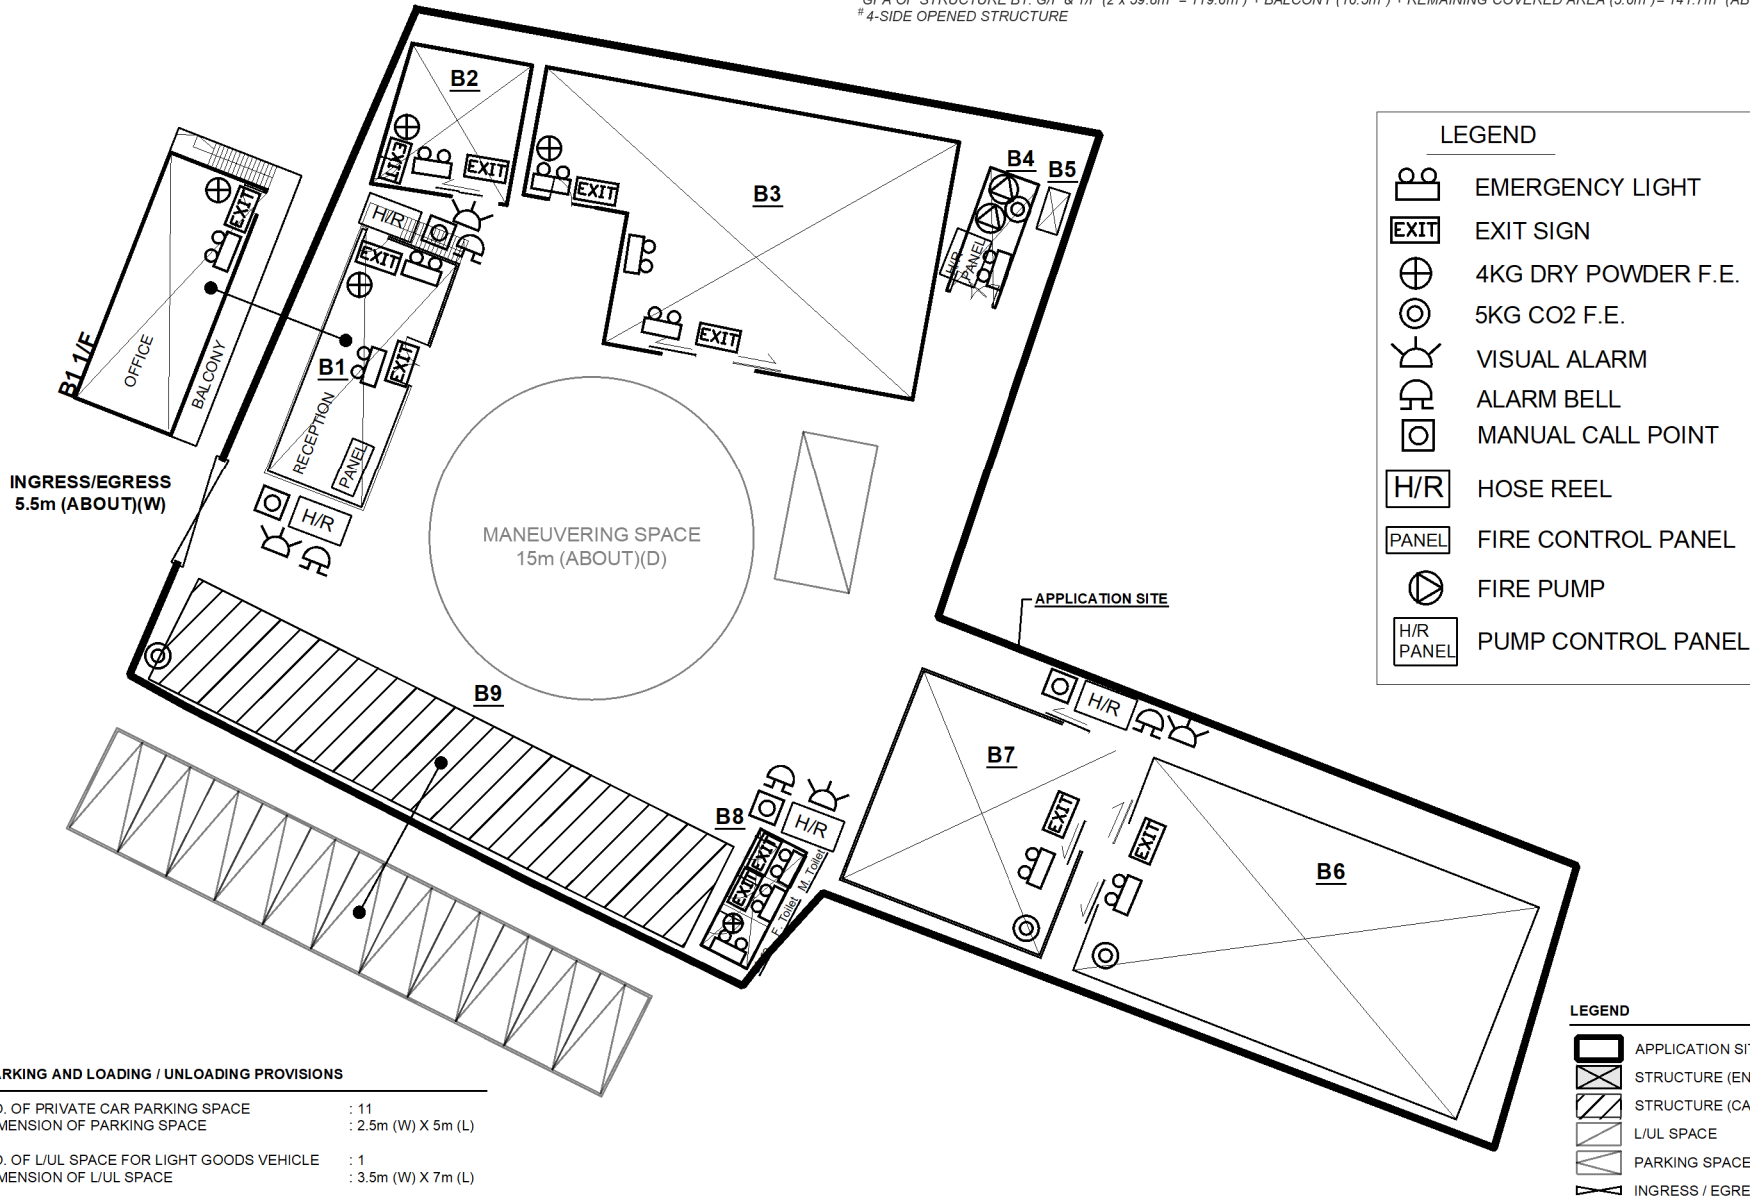 # 4-SIDE OPENED STRUCTURE
LEGEND
EMERGENCY LIGHT
EXIT EXIT SIGN
4KG DRY POWDER F.E.
5KG CO2 F.E.
VISUAL ALARM
ALARM BELL
MANUAL CALL POINT
H/R HOSE REEL
PANEL FIRE CONTROL PANEL
FIRE PUMP
H/R
PANEL PUMP CONTROL PANEL
B2
EXIT
EXIT
B3
EXIT
EXIT
B4
B5
H/R
PANEL
H/R
EXIT
B1
EXIT
RECEPTION
PANEL
H/R
EXIT
B1 1/F
OFFICE
BALCONY
INGRESS/EGRESS
5.5m (ABOUT)(W)
MANEUVERING SPACE
15m (ABOUT)(D)
APPLICATION SITE
B9
B8
H/R
EXIT
EXIT
M. Toilet
F. Toilet
H/R
B7
EXIT
EXIT
B6
ARKING AND LOADING / UNLOADING PROVISIONS
O. OF PRIVATE CAR PARKING SPACE : 11
MENSION OF PARKING SPACE : 2.5m (W) X 5m (L)
O. OF L/UL SPACE FOR LIGHT GOODS VEHICLE : 1
MENSION OF L/UL SPACE : 3.5m (W) X 7m (L)
LEGEND
APPLICATION SIT
STRUCTURE (EN
STRUCTURE (CA
L/UL SPACE
PARKING SPACE
INGRESS / EGRE